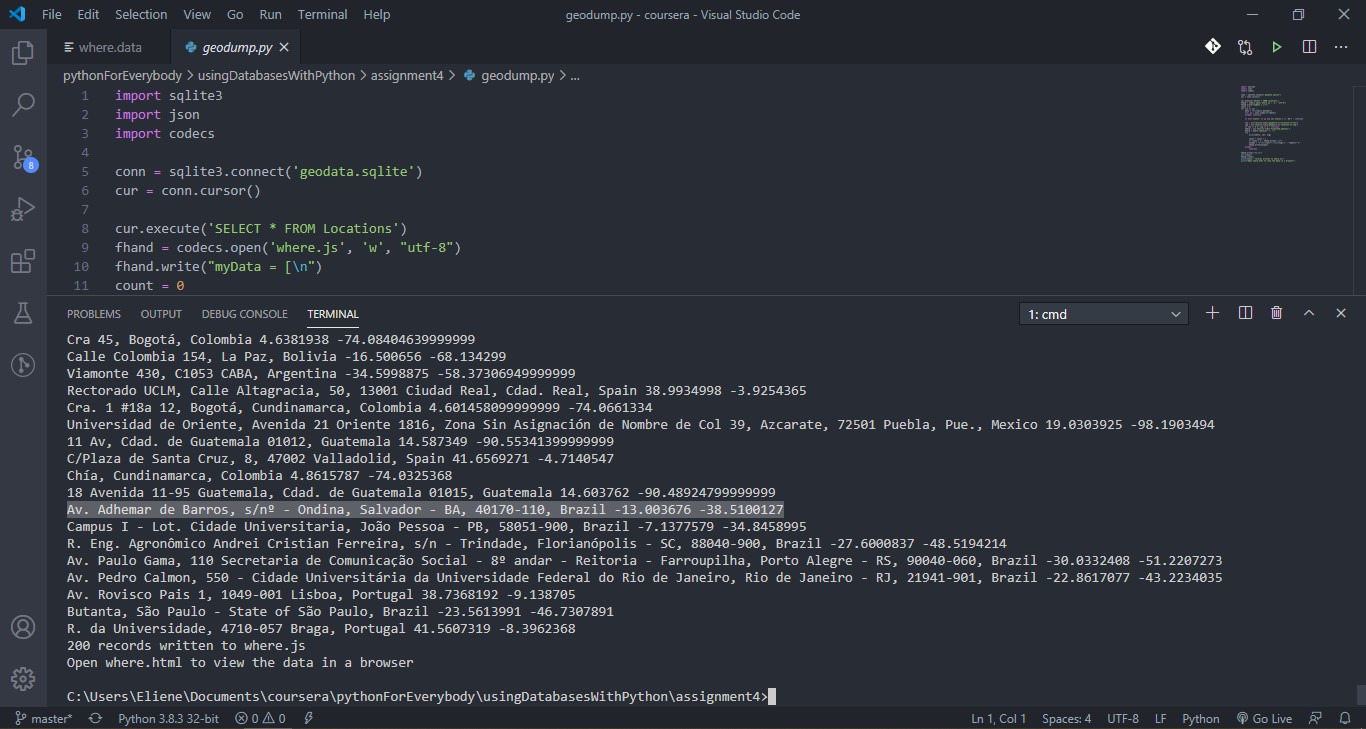 File Edit Selection View Go Run Terminal Help geodump.py - coursera - Visual Studio Code
where.data geodump.py
pythonForEverybody > usingDatabasesWithPython > assignment4 > geodump.py > ...
1 import sqlite3
2 import json
3 import codecs
4
5 conn = sqlite3.connect('geodata.sqlite')
6 cur = conn.cursor()
7
8 cur.execute('SELECT * FROM Locations')
9 fhand = codecs.open('where.js', 'w', "utf-8")
10 fhand.write("myData = [\n")
11 count = 0
8
PROBLEMS OUTPUT DEBUG CONSOLE TERMINAL 1: cmd
Cra 45, Bogotá, Colombia 4.6381938 -74.08404639999999
Calle Colombia 154, La Paz, Bolivia -16.500656 -68.134299
Viamonte 430, C1053 CABA, Argentina -34.5998875 -58.37306949999999
Rectorado UCLM, Calle Altagracia, 50, 13001 Ciudad Real, Cdad. Real, Spain 38.9934998 -3.9254365
Cra. 1 #18a 12, Bogotá, Cundinamarca, Colombia 4.601458099999999 -74.0661334
Universidad de Oriente, Avenida 21 Oriente 1816, Zona Sin Asignación de Nombre de Col 39, Azcarate, 72501 Puebla, Pue., Mexico 19.0303925 -98.1903494
11 Av, Cdad. de Guatemala 01012, Guatemala 14.587349 -90.55341399999999
C/Plaza de Santa Cruz, 8, 47002 Valladolid, Spain 41.6569271 -4.7140547
Chía, Cundinamarca, Colombia 4.8615787 -74.0325368
18 Avenida 11-95 Guatemala, Cdad. de Guatemala 01015, Guatemala 14.603762 -90.48924799999999
Av. Adhemar de Barros, s/nº - Ondina, Salvador - BA, 40170-110, Brazil -13.003676 -38.5100127
Campus I - Lot. Cidade Universitaria, João Pessoa - PB, 58051-900, Brazil -7.1377579 -34.8458995
R. Eng. Agronômico Andrei Cristian Ferreira, s/n - Trindade, Florianópolis - SC, 88040-900, Brazil -27.6000837 -48.5194214
Av. Paulo Gama, 110 Secretaria de Comunicação Social - 8º andar - Reitoria - Farroupilha, Porto Alegre - RS, 90040-060, Brazil -30.0332408 -51.2207273
Av. Pedro Calmon, 550 - Cidade Universitária da Universidade Federal do Rio de Janeiro, Rio de Janeiro - RJ, 21941-901, Brazil -22.8617077 -43.2234035
Av. Rovisco Pais 1, 1049-001 Lisboa, Portugal 38.7368192 -9.138705
Butanta, São Paulo - State of São Paulo, Brazil -23.5613991 -46.7307891
R. da Universidade, 4710-057 Braga, Portugal 41.5607319 -8.3962368
200 records written to where.js
Open where.html to view the data in a browser
C:\Users\Eliene\Documents\coursera\pythonForEverybody\usingDatabasesWithPython\assignment4>
master* Python 3.8.3 32-bit 0 0 Ln 1, Col 1 Spaces: 4 UTF-8 LF Python Go Live